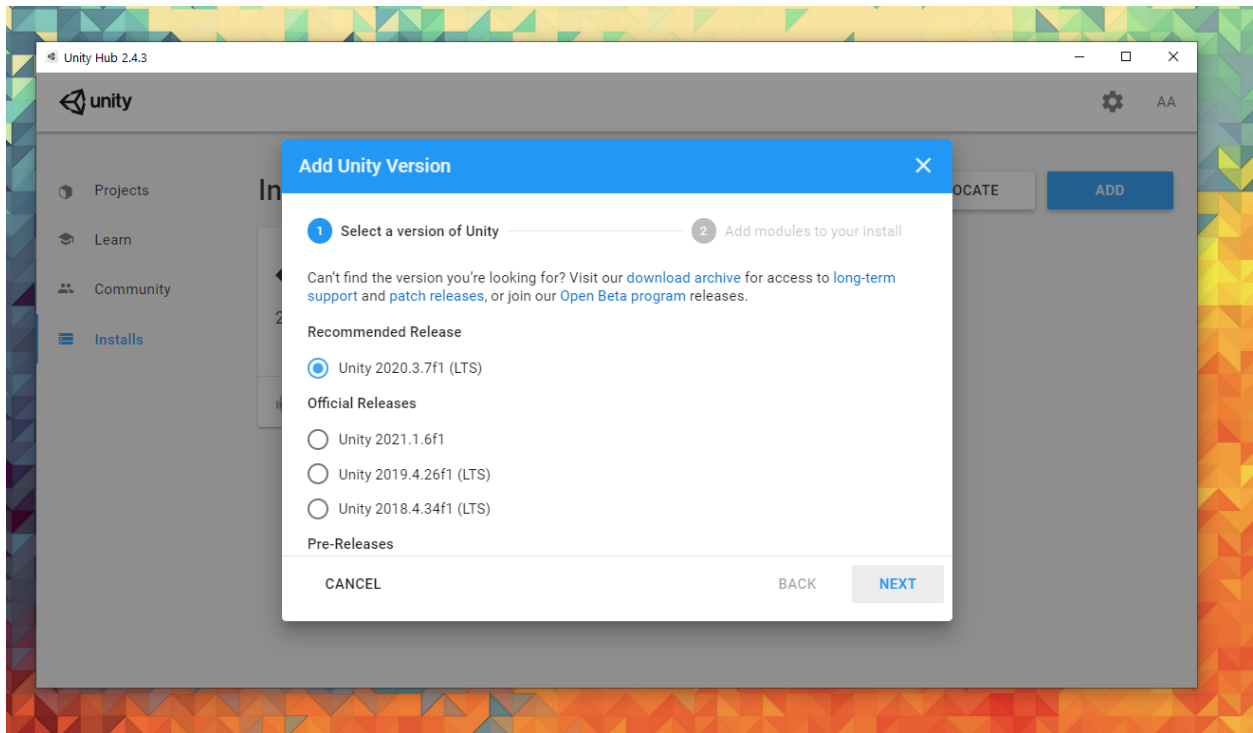 Unity Hub 2.4.3
unity
AA
Projects
Learn
Community
Installs
In
OCATE
ADD
Add Unity Version
1 Select a version of Unity
2 Add modules to your install
Can't find the version you're looking for? Visit our download archive for access to long-term
support and patch releases, or join our Open Beta program releases.
Recommended Release
Unity 2020.3.7f1 (LTS)
Official Releases
Unity 2021.1.6f1
Unity 2019.4.26f1 (LTS)
Unity 2018.4.34f1 (LTS)
Pre-Releases
CANCEL
BACK
NEXT